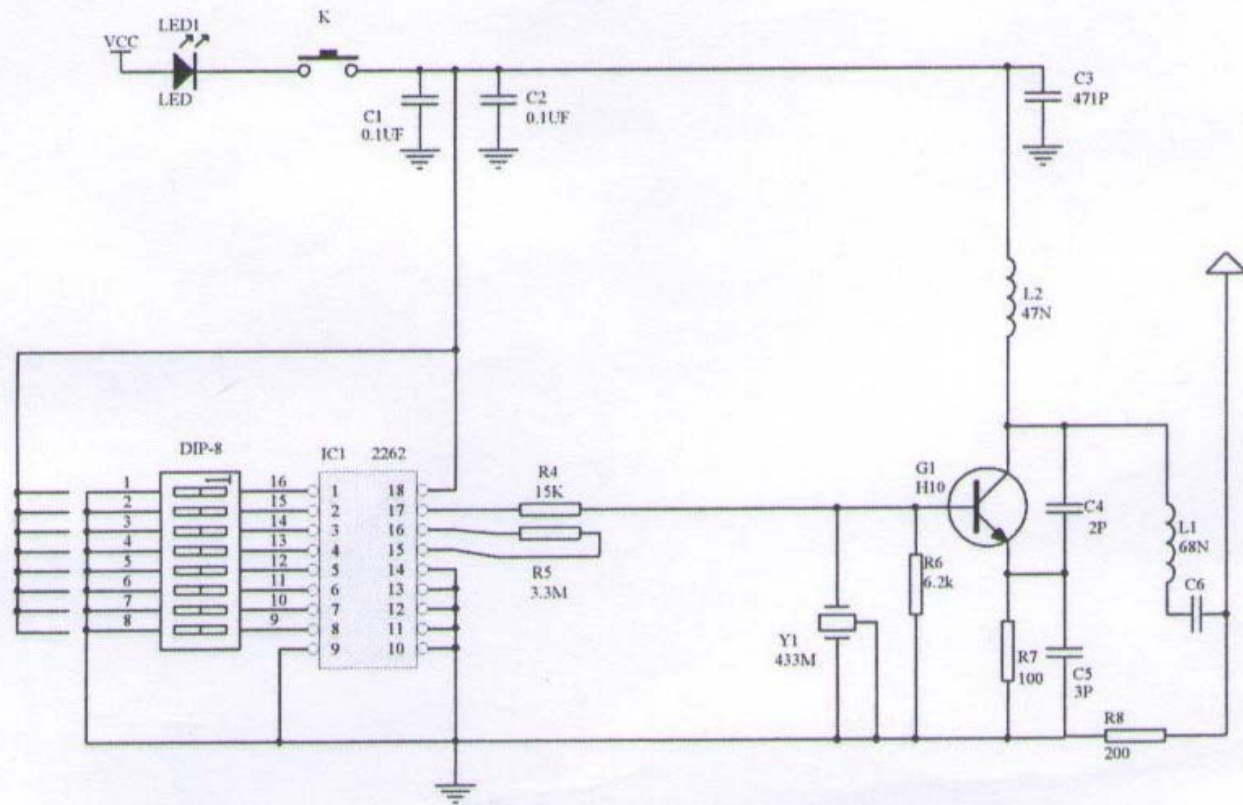 LED1
K
VCC
LED
C1
0.1UF
C2
0.1UF
C3
471P
L2
47N
DIP-8
IC1 2262
1 16 1 18
2 15 2 17
3 14 3 16
4 13 4 15
5 12 5 14
6 11 6 13
7 10 7 12
8 9 8 11
9 10
R4
15K
R5
3.3M
G1
H10
C4
2P
L1
68N
R6
6.2k
C6
Y1
433M
R7
100
C5
3P
R8
200